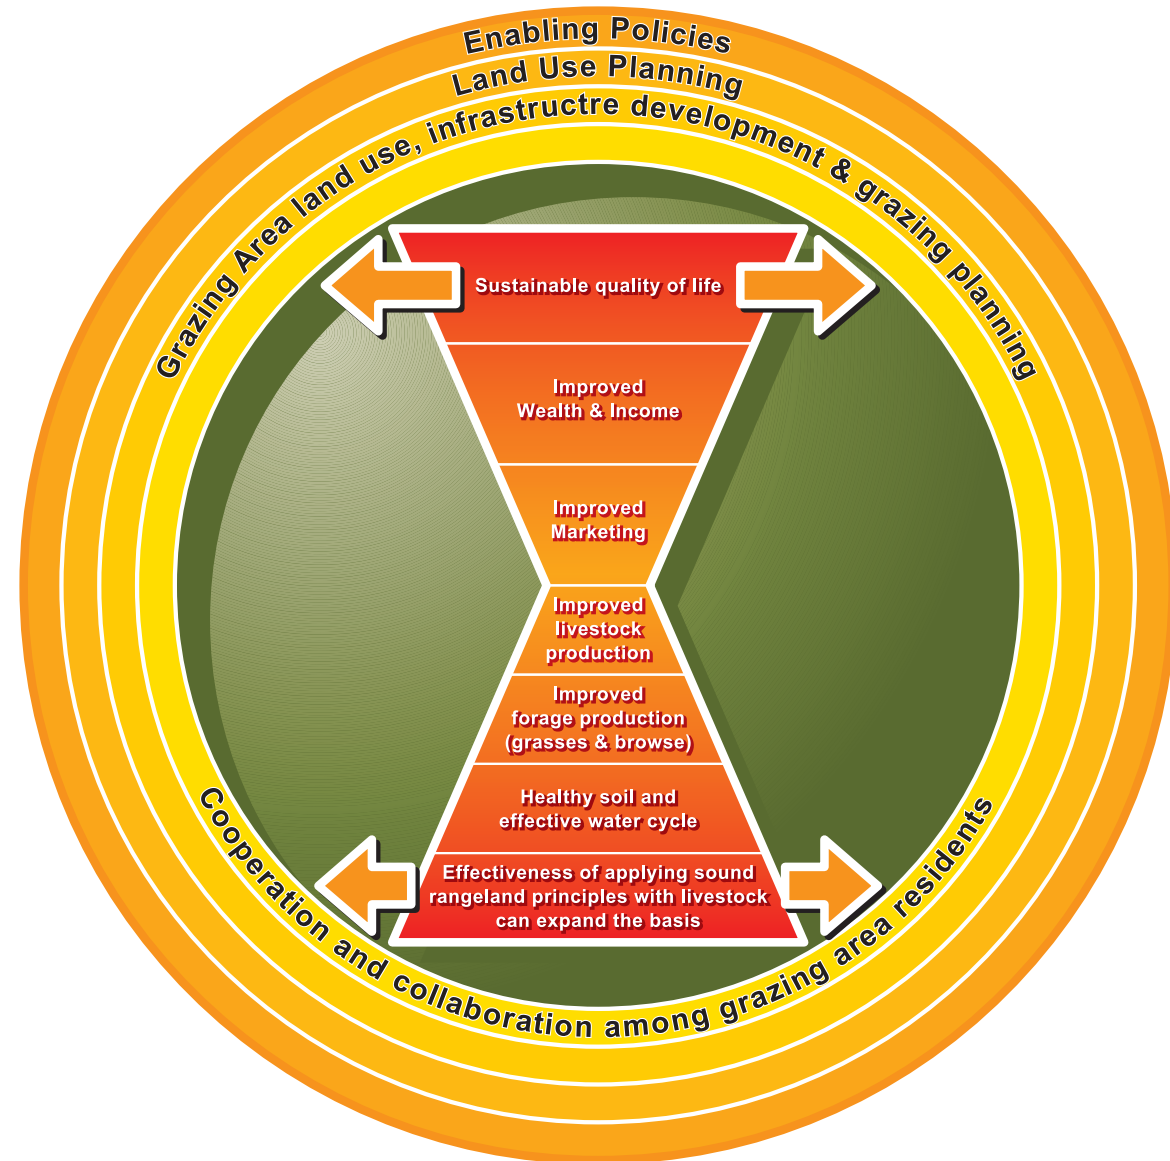 Enabling Policies
Land Use Planning
Grazing Area land use, infrastructre development & grazing planning
Sustainable quality of life
Improved
Wealth & Income
Improved
Marketing
Improved
livestock
production
Improved
forage production
(grasses & browse)
Healthy soil and
effective water cycle
Effectiveness of applying sound
rangeland principles with livestock
can expand the basis
Cooperation and collaboration among grazing area residents